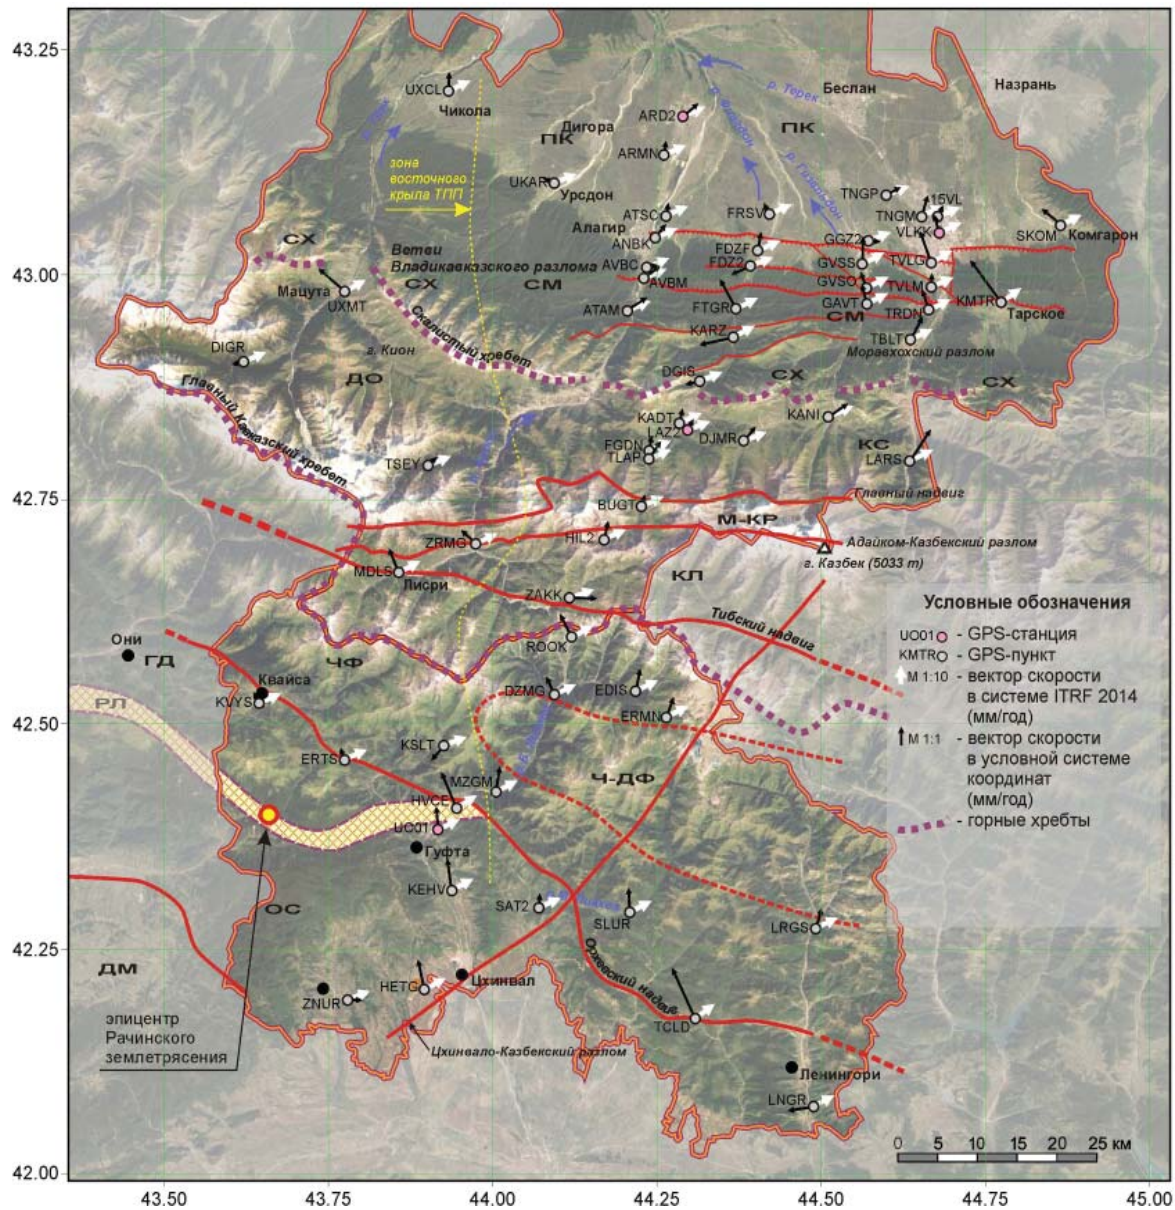 43.25
43.00
42.75
42.50
42.25
42.00
43.50
43.75
44.00
44.25
44.50
44.75
45.00
UXCL
Чикола
ARD2
р. Терек
Беслан
Назрань
ПК
Дигора
ПК
ARMN
р. Фиагдон
р. Гизельдон
зона
восточного
крыла ТПП
UKAR
Урсдон
TNGP
15VL
ATSC
FRSV
TNGM
VLKK
SKOM
Комгарон
Алагир
ANBK
FDZF
GGZ2
СХ
Ветви
Владикавказского разлома
AVBC
FDZ2
GVSS
TVLG
Мацута
UXMT
СХ
СМ
AVBM
GVSO
TVLM
KMTR
Тарское
ATAM
FTGR
GAVT
СМ
TRDN
KARZ
TBLT
Моравхохский разлом
DIGR
г. Кион
Скалистый хребет
ДО
DGIS
СХ
СХ
Главный Кавказский хребет
KADT
LAZ2
KANI
FGDN
DJMR
КС
TLAP
TSEY
LARS
Главный надвиг
BUGT
М-КР
ZRMG
HIL2
Адайком-Казбекский разлом
г. Казбек (5033 m)
MDLS
Лисри
КЛ
ZAKK
Тибский надвиг
Они
ГД
ЧФ
ROOK
Квайса
KVYS
DZMG
EDIS
ERMN
РЛ
KSLT
ERTS
Ч-ДФ
MZGM
HVCE
UC01
Гуфта
KEHV
SAT2
SLUR
LRGS
ОС
ДМ
Оржевский надвиг
HETG
Цхинвал
ZNUR
TCLD
эпицентр
Рачинского
землетрясения
Цхинвало-Казбекский разлом
Ленингори
LNGR
Условные обозначения
UO01 - GPS-станция
KMTR - GPS-пункт
М 1:10 - вектор скорости
в системе ITRF 2014
(мм/год)
М 1:1 - вектор скорости
в условной системе
координат
(мм/год)
- горные хребты
0 5 10 15 20 25 км